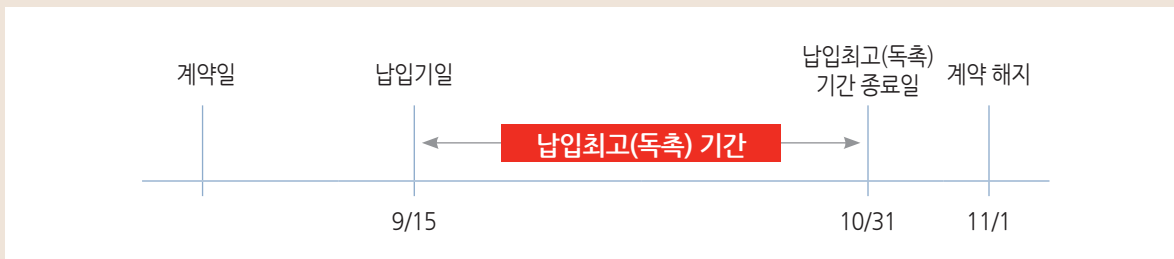 계약일
납입기일
납입최고(독촉)
기간 종료일
계약 해지
납입최고(독촉) 기간
9/15
10/31
11/1